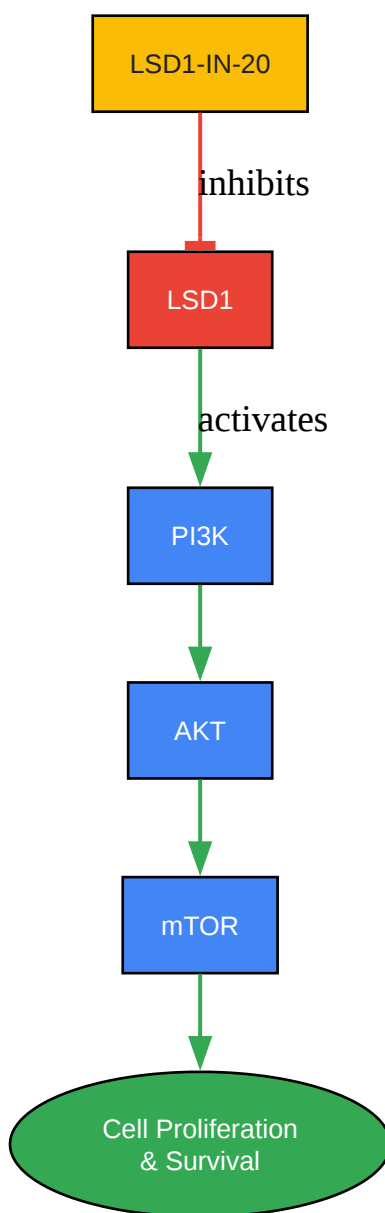 LSD1-IN-20
inhibits
LSD1
activates
PI3K
AKT
mTOR
Cell Proliferation
& Survival